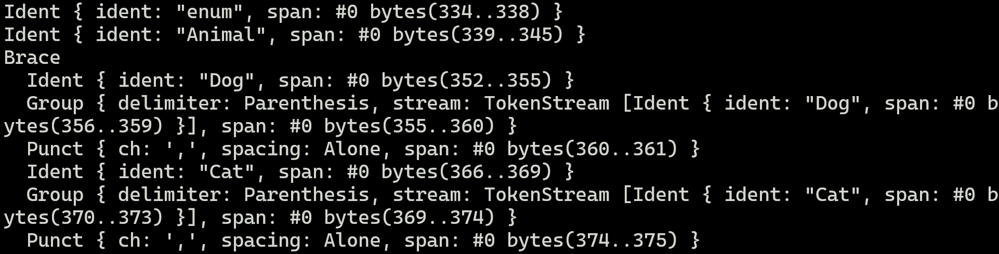 Ident { ident: "enum", span: #0 bytes(334..338) }
Ident { ident: "Animal", span: #0 bytes(339..345) }
Brace
  Ident { ident: "Dog", span: #0 bytes(352..355) }
  Group { delimiter: Parenthesis, stream: TokenStream [Ident { ident: "Dog", span: #0 b
ytes(356..359) }], span: #0 bytes(355..360) }
  Punct { ch: ',', spacing: Alone, span: #0 bytes(360..361) }
  Ident { ident: "Cat", span: #0 bytes(366..369) }
  Group { delimiter: Parenthesis, stream: TokenStream [Ident { ident: "Cat", span: #0 b
ytes(370..373) }], span: #0 bytes(369..374) }
  Punct { ch: ',', spacing: Alone, span: #0 bytes(374..375) }